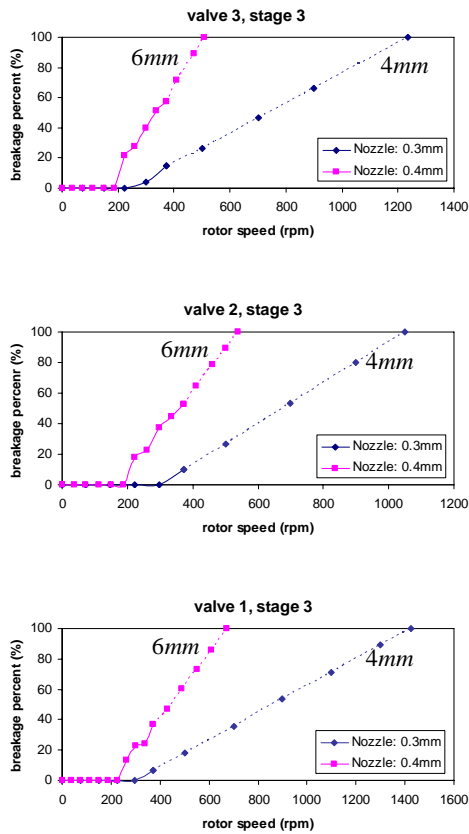 valve 3, stage 3
breakage percent (%)
100
80
60
40
20
0
6mm
4mm
Nozzle: 0.3mm
Nozzle: 0.4mm
0 200 400 600 800 1000 1200 1400
rotor speed (rpm)
valve 2, stage 3
breakage percenr (%)
100
80
60
40
20
0
6mm
4mm
Nozzle: 0.3mm
Nozzle: 0.4mm
0 200 400 600 800 1000 1200
rotor speed (rpm)
valve 1, stage 3
breakage percent (%)
100
80
60
40
20
0
6mm
4mm
Nozzle: 0.3mm
Nozzle: 0.4mm
0 200 400 600 800 1000 1200 1400 1600
rotor speed (rpm)